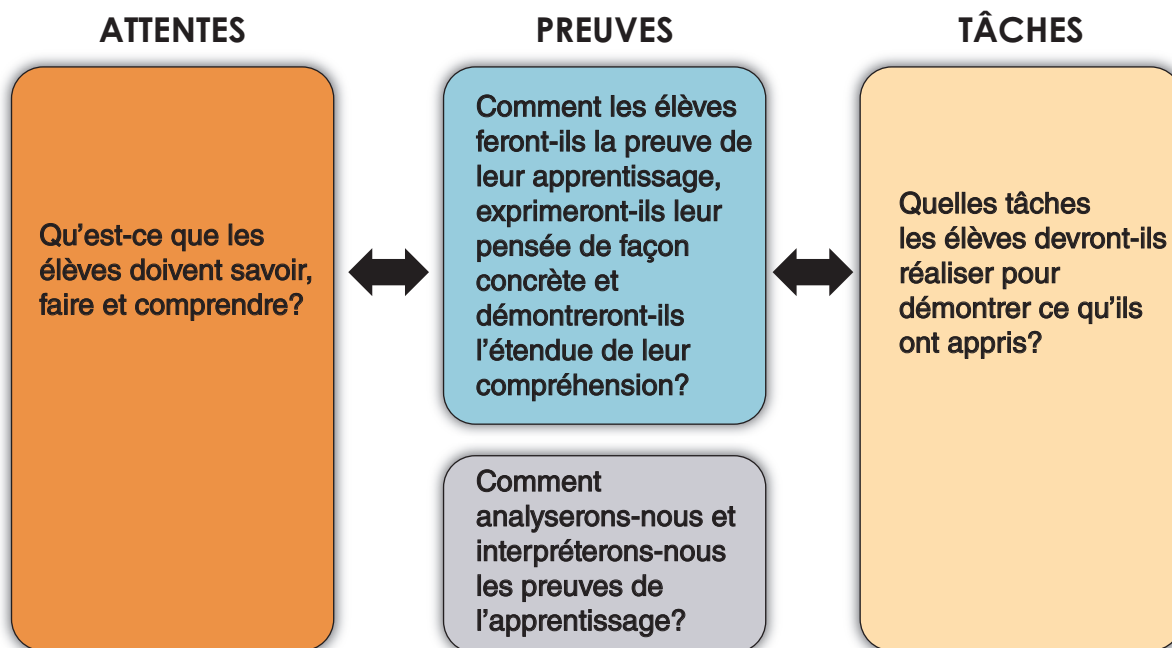 ATTENTES
Qu’est-ce que les
élèves doivent savoir,
faire et comprendre?
PREUVES
Comment les élèves
feront-ils la preuve de
leur apprentissage,
exprimeront-ils leur
pensée de façon
concrète et
démontreront-ils
l’étendue de leur
compréhension?
Comment
analyserons-nous et
interpréterons-nous
les preuves de
l’apprentissage?
TÂCHES
Quelles tâches
les élèves devront-ils
réaliser pour
démontrer ce qu’ils
ont appris?